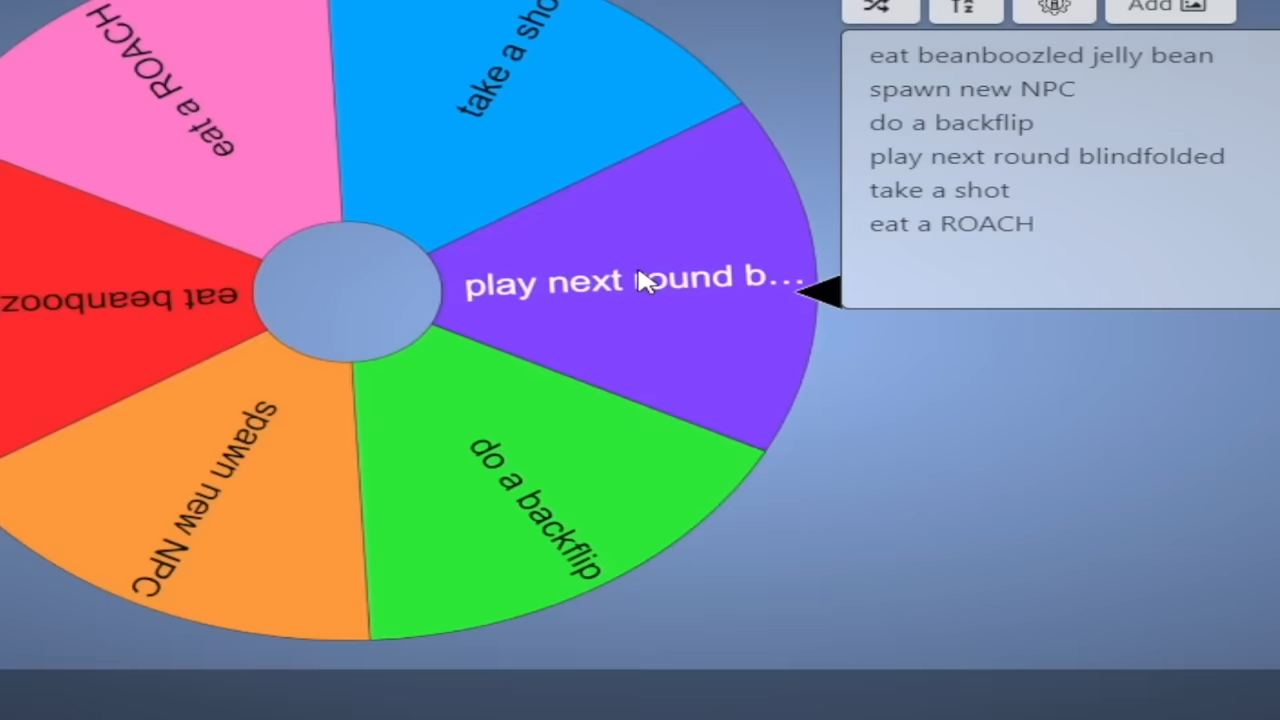 Add
eat beanboozled jelly bean
spawn new NPC
do a backflip
play next round blindfolded
take a shot
eat a ROACH
eat a ROACH
take a sho
play next round b...
eat beanbooz
spawn new NPC
do a backflip